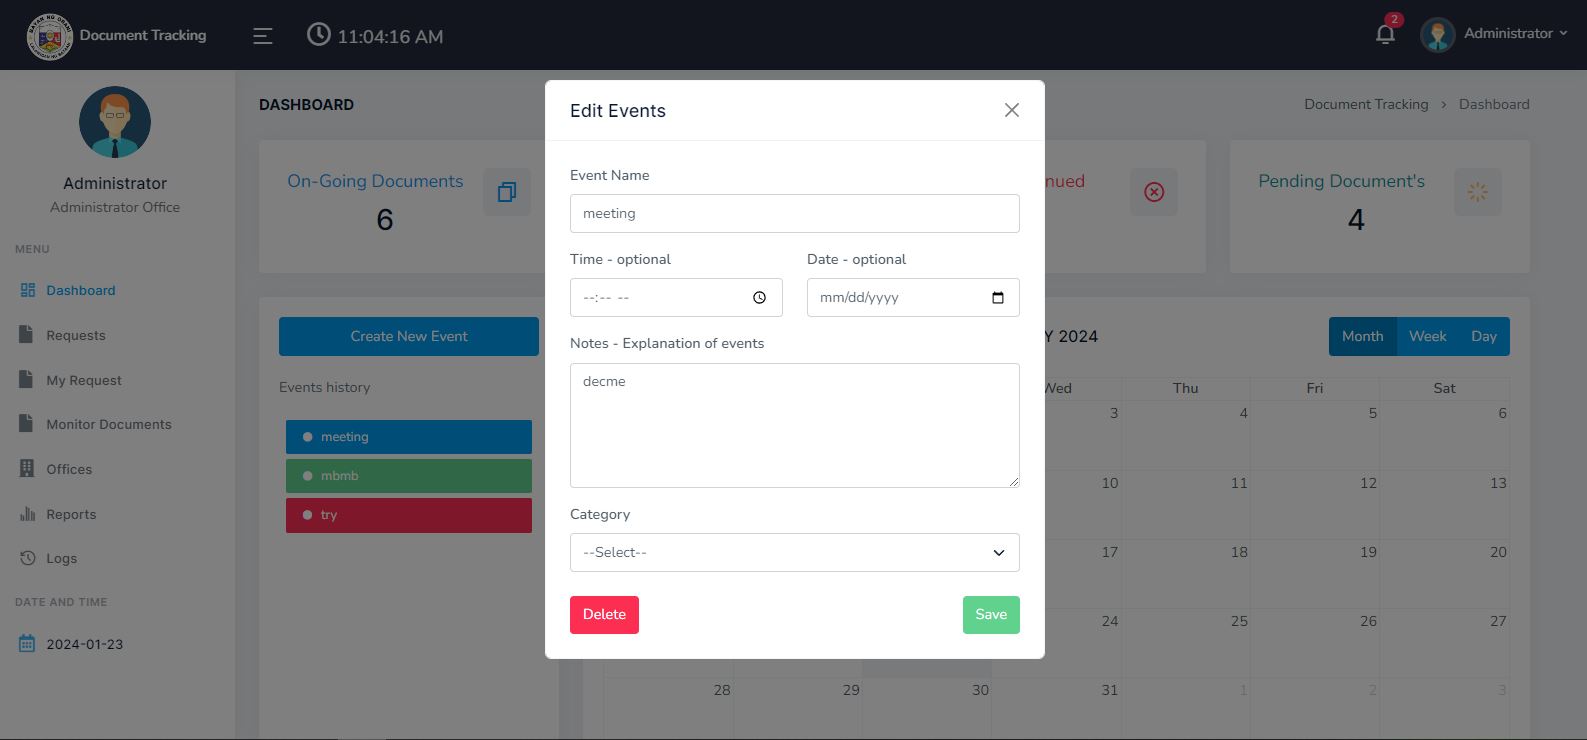 Document Tracking
11:04:16 AM
2
Administrator
Administrator
Administrator Office
MENU
Dashboard
Requests
My Request
Monitor Documents
Offices
Reports
Logs
DATE AND TIME
2024-01-23
DASHBOARD
Document Tracking > Dashboard
On-Going Documents
6
nued
Pending Document's
4
Create New Event
Events history
meeting
mbmb
try
Edit Events
Event Name
meeting
Time - optional
Date - optional
--:-- --
mm/dd/yyyy
Notes - Explanation of events
decme
Category
--Select--
Delete
Save
Y 2024
Month Week Day
Wed Thu Fri Sat
3 4 5 6
10 11 12 13
17 18 19 20
24 25 26 27
28 29 30 31 1 2 3